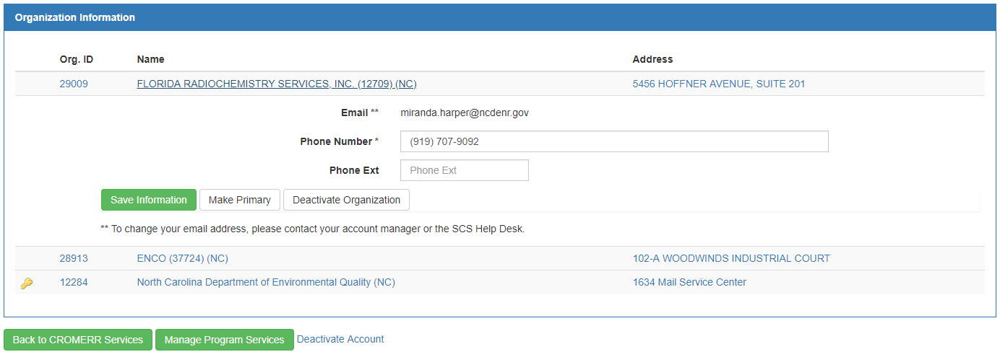 Organization Information
Org. ID Name Address
29009 FLORIDA RADIOCHEMISTRY SERVICES, INC. (12709) (NC) 5456 HOFFNER AVENUE, SUITE 201
Email ** miranda.harper@ncdenr.gov
Phone Number * (919) 707-9092
Phone Ext Phone Ext
Save Information Make Primary Deactivate Organization
** To change your email address, please contact your account manager or the SCS Help Desk.
28913 ENCO (37724) (NC) 102-A WOODWINDS INDUSTRIAL COURT
12284 North Carolina Department of Environmental Quality (NC) 1634 Mail Service Center
Back to CROMERR Services Manage Program Services Deactivate Account